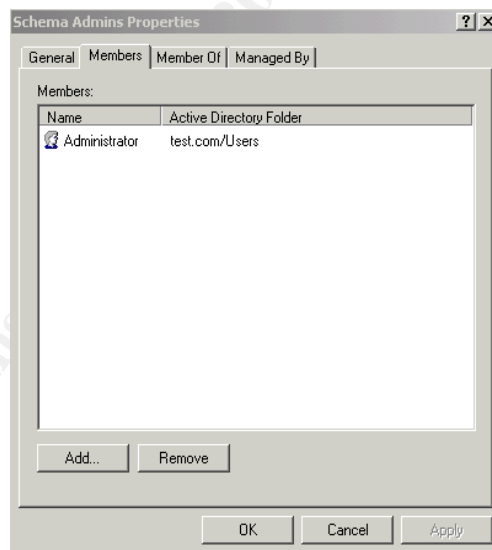 Schema Admins Properties ? X
General Members Member Of Managed By
Members:
Name Active Directory Folder
Administrator test.com/Users
Add... Remove
OK Cancel Apply